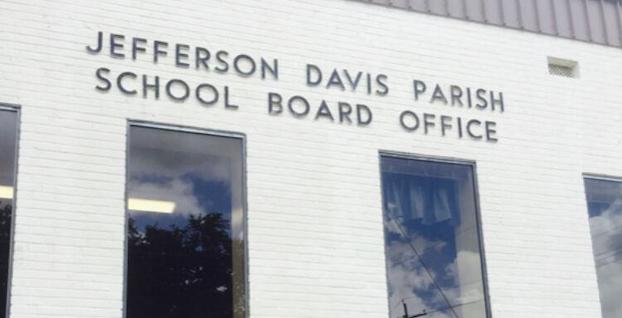 JEFFERSON DAVIS PARISH
SCHOOL BOARD OFFICE